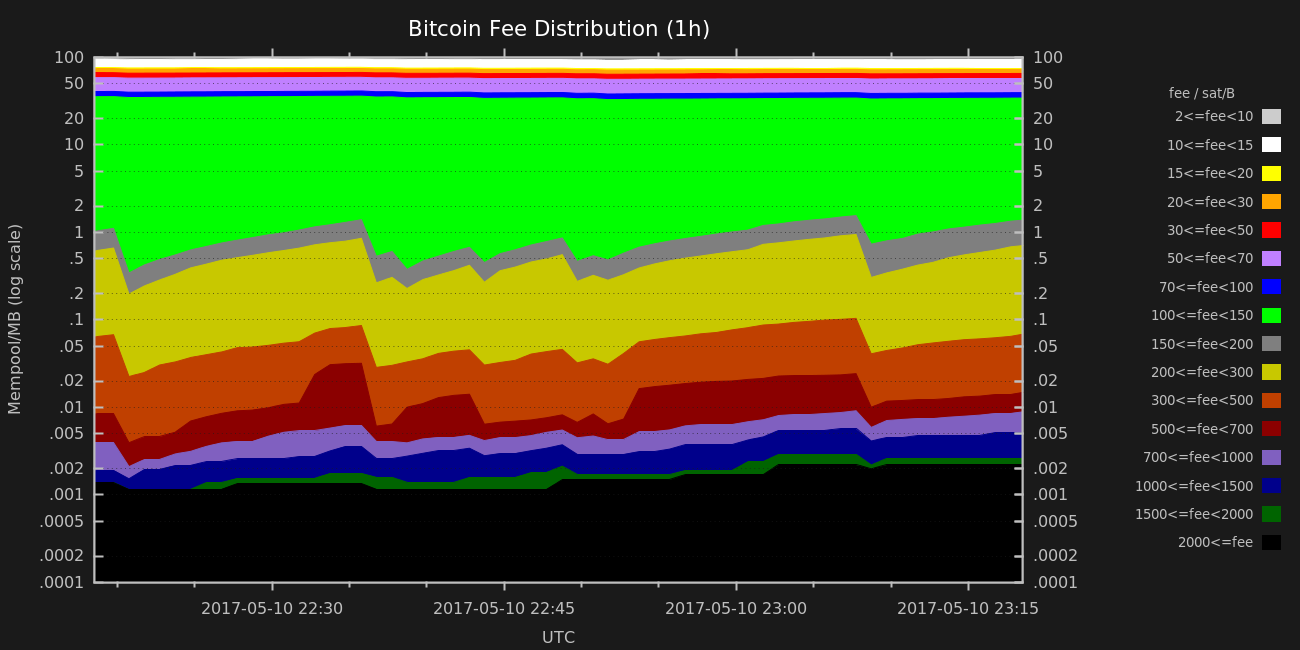 Bitcoin Fee Distribution (1h)
Mempool/MB (log scale)
100
50
20
10
5
2
1
.5
.2
.1
.05
.02
.01
.005
.002
.001
.0005
.0002
.0001
100
50
20
10
5
2
1
.5
.2
.1
.05
.02
.01
.005
.002
.001
.0005
.0002
.0001
2017-05-10 22:30 2017-05-10 22:45 2017-05-10 23:00 2017-05-10 23:15
UTC
fee / sat/B
2<=fee<10
10<=fee<15
15<=fee<20
20<=fee<30
30<=fee<50
50<=fee<70
70<=fee<100
100<=fee<150
150<=fee<200
200<=fee<300
300<=fee<500
500<=fee<700
700<=fee<1000
1000<=fee<1500
1500<=fee<2000
2000<=fee